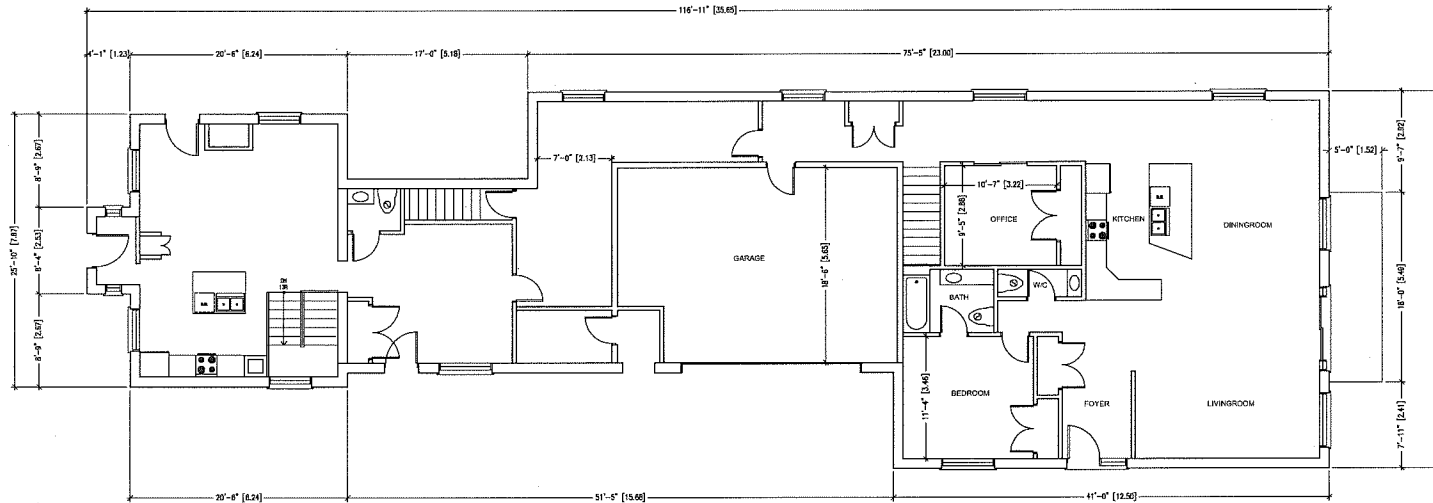 116'-11" [35.65]
4'-1" [1.23]
20'-6" [6.24]
17'-0" [5.18]
75'-5" [23.00]
25'-10" [7.87]
8'-9" [2.67]
8'-4" [2.53]
8'-9" [2.67]
7'-0" [2.13]
10'-7" [3.22]
9'-5" [2.88]
OFFICE
KITCHEN
DININGROOM
GARAGE
18'-6" [5.65]
BATH
W/C
BEDROOM
11'-4" [3.46]
FOYER
LIVINGROOM
9'-7" [2.92]
5'-0" [1.52]
18'-0" [5.49]
7'-11" [2.41]
20'-6" [6.24]
51'-5" [15.68]
41'-0" [12.50]